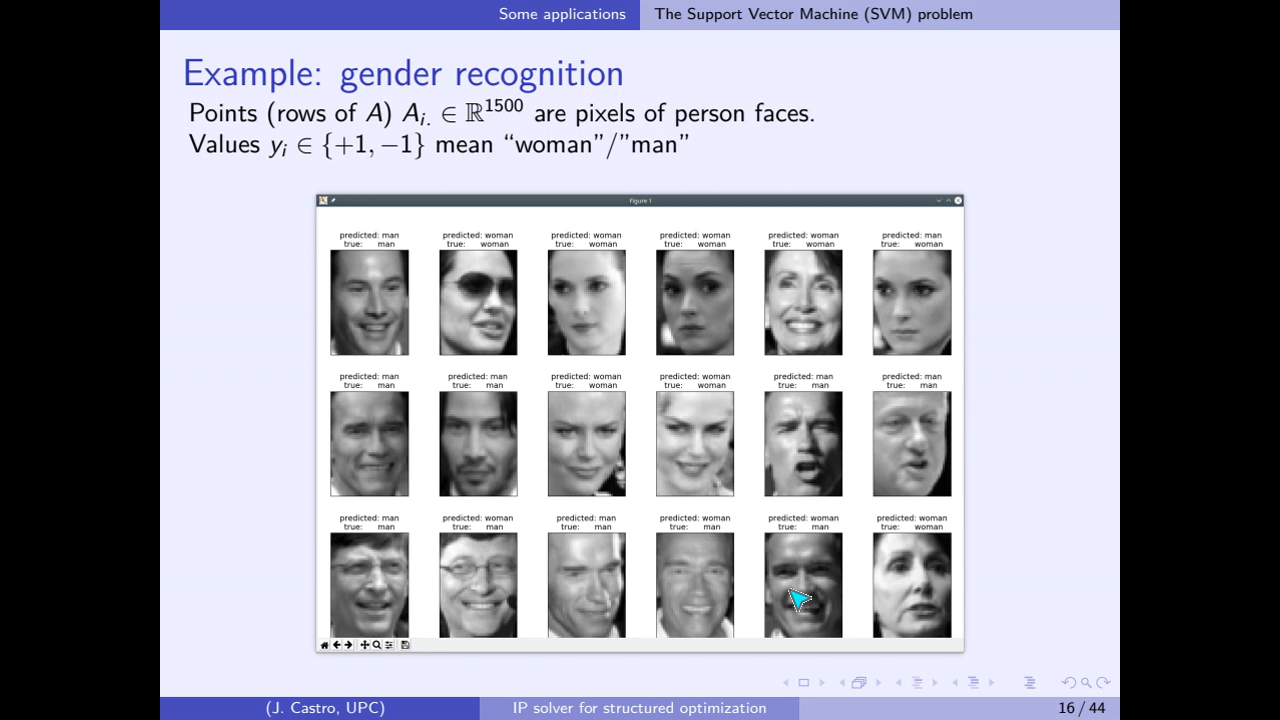 Some applications The Support Vector Machine (SVM) problem
Example: gender recognition
Points (rows of A) Aᵢ. ∈ ℝ¹⁵⁰⁰ are pixels of person faces.
Values yᵢ ∈ {+1, −1} mean “woman”/”man”
Figure 1
predicted: man predicted: woman predicted: woman predicted: woman predicted: woman predicted: man
true: man true: woman true: woman true: woman true: woman true: woman
predicted: man predicted: man predicted: woman predicted: woman predicted: man predicted: man
true: man true: man true: woman true: woman true: man true: man
predicted: man predicted: woman predicted: man predicted: woman predicted: woman predicted: woman
true: man true: man true: man true: man true: man true: woman
(J. Castro, UPC) IP solver for structured optimization 16 / 44